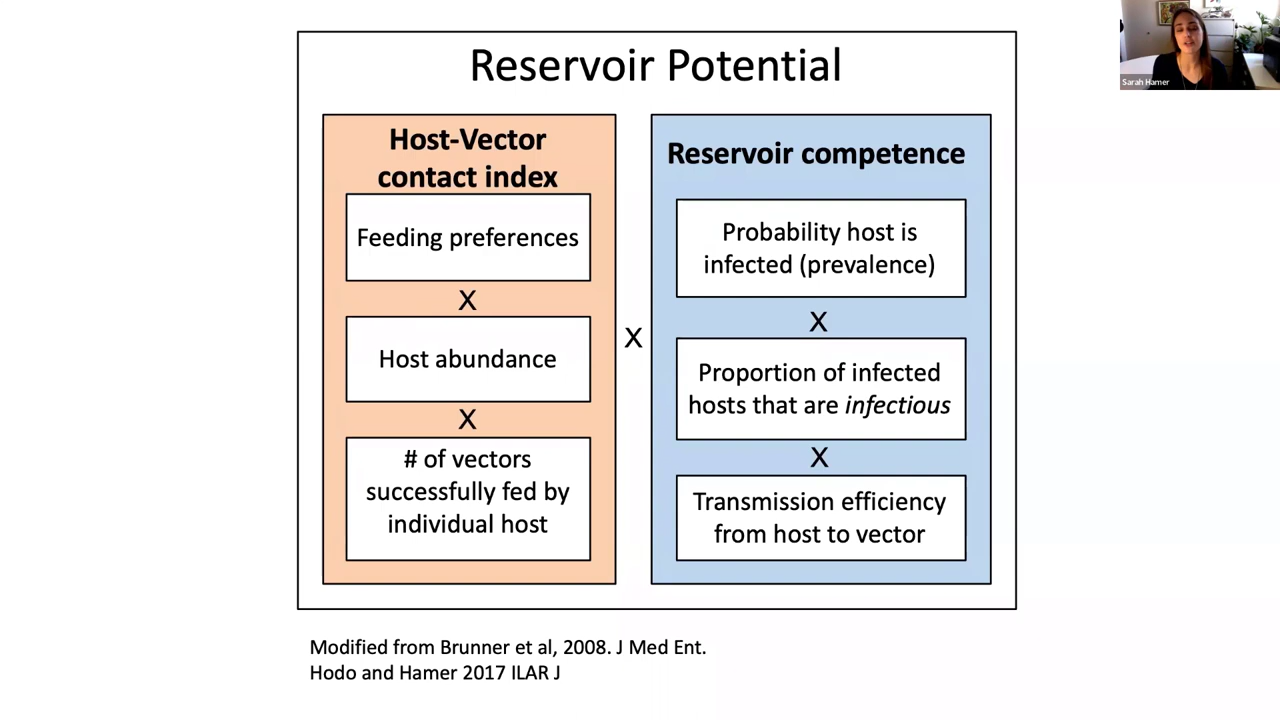 Reservoir Potential
Host-Vector
contact index
Feeding preferences
X
Host abundance
X
# of vectors
successfully fed by
individual host
X
Reservoir competence
Probability host is
infected (prevalence)
X
Proportion of infected
hosts that are infectious
X
Transmission efficiency
from host to vector
Modified from Brunner et al, 2008. J Med Ent.
Hodo and Hamer 2017 ILAR J
Sarah Hamer